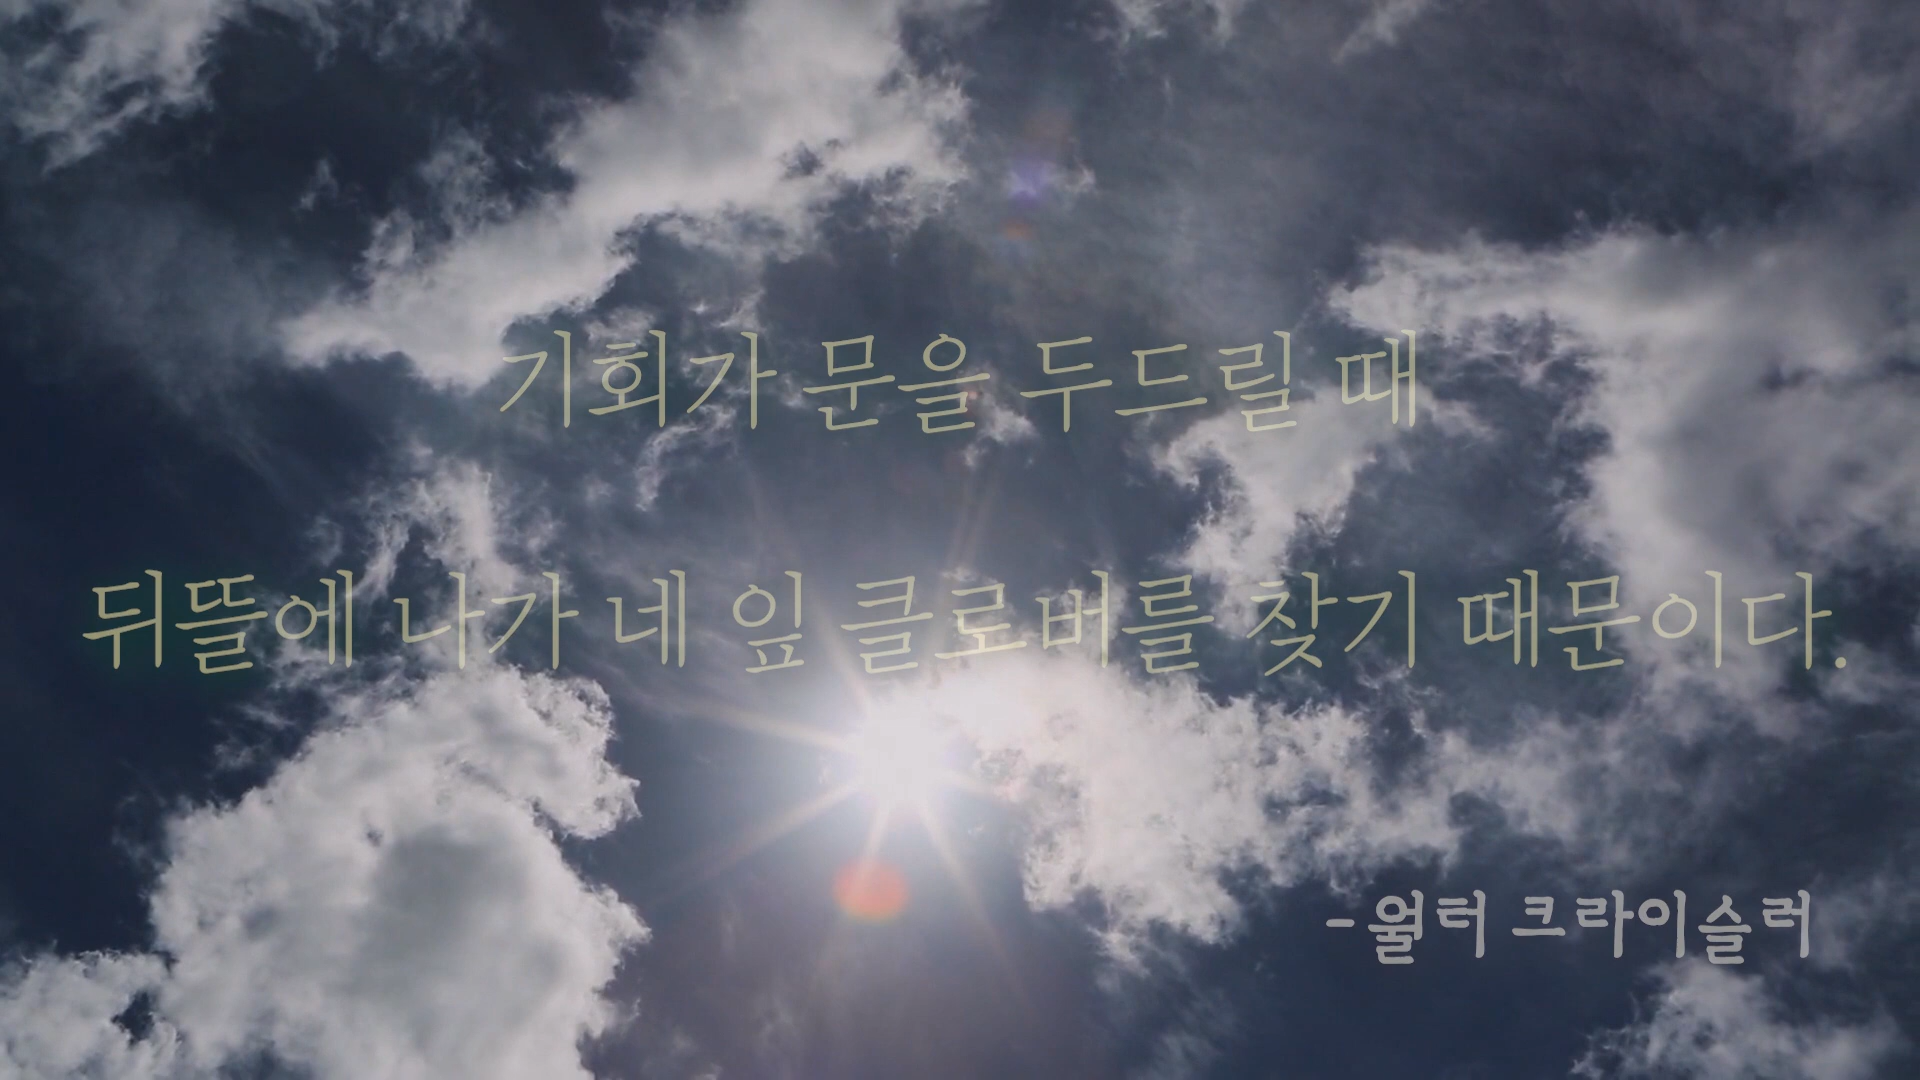 기회가 문을 두드릴 때
뒤뜰에 나가 네 잎 클로버를 찾기 때문이다.
-월터 크라이슬러